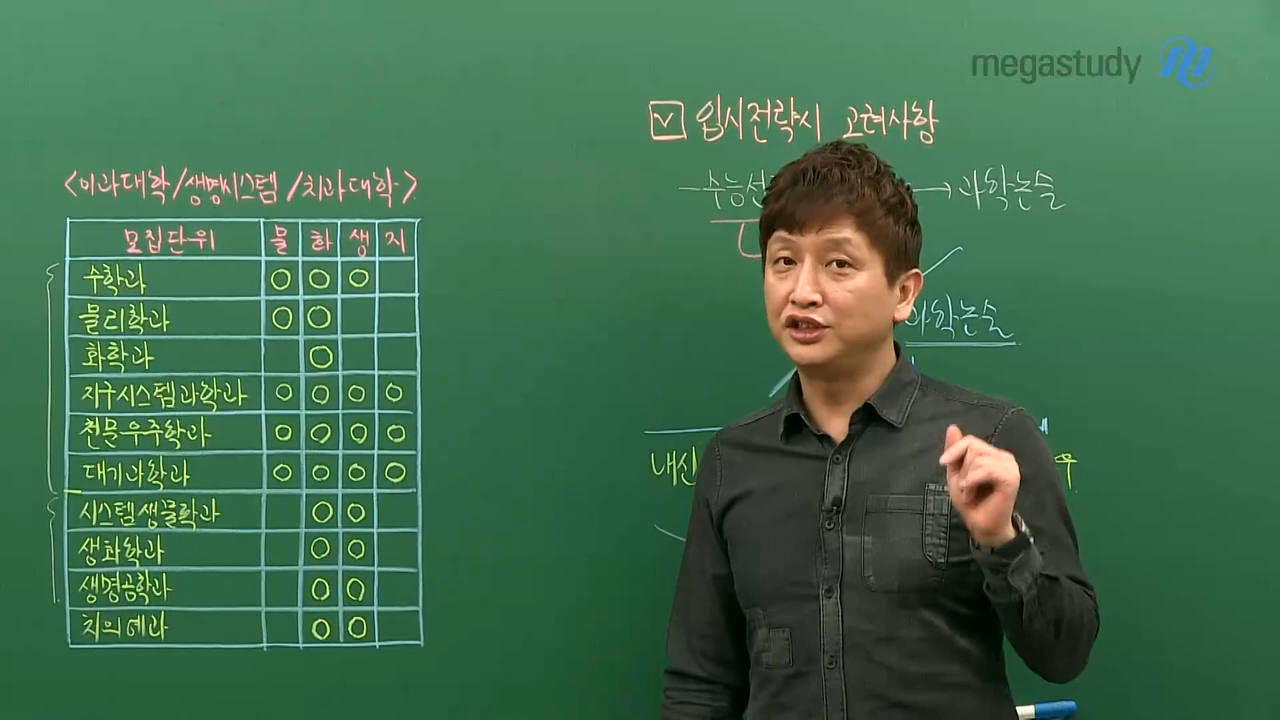 megastudy
<이과대학/생명시스템/치과대학>
모집단위 물 화 생 지
수학과 ○ ○ ○
물리학과 ○ ○
화학과 ○
지구시스템과학과 ○ ○ ○ ○
천문우주학과 ○ ○ ○ ○
대기과학과 ○ ○ ○ ○
시스템생물학과 ○ ○
생화학과 ○ ○
생명공학과 ○ ○
치의예과 ○ ○
☑ 입시전략시 고려사항
- 수능선 → 과학논술
과학논술
내신 우